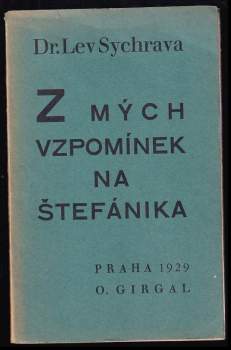 Dr. Lev Sychrava
Z MÝCH
VZPOMÍNEK
NA
ŠTEFÁNIKA
PRAHA 1929
O. GIRGAL